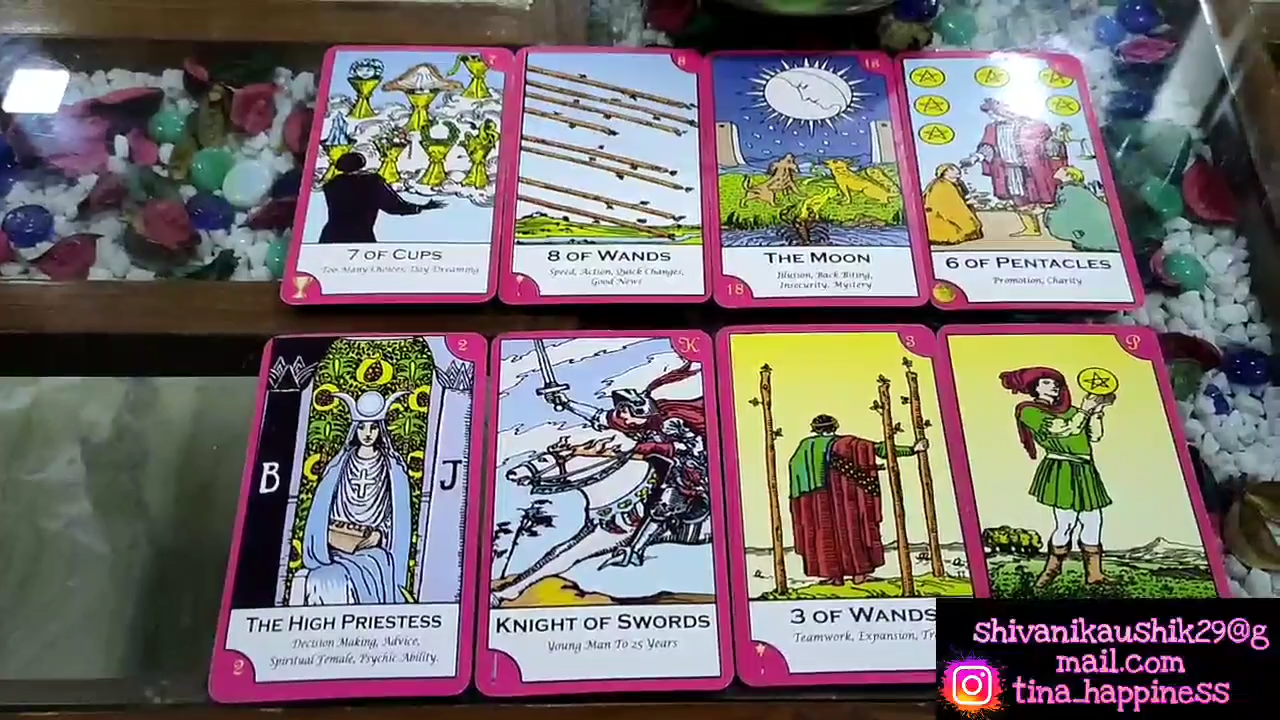 7
7 OF CUPS
Too Many Choices, Day Dreaming
8
8 OF WANDS
Speed, Action, Quick Changes,
Good News
18
THE MOON
Illusion, Back Biting,
Insecurity, Mystery
18
6 OF PENTACLES
Promotion, Charity
2
B
J
THE HIGH PRIESTESS
Decision Making, Advice,
Spiritual Female, Psychic Ability.
2
K
KNIGHT OF SWORDS
Young Man To 25 Years
3
3 OF WANDS
Teamwork, Expansion,
P
shivanikaushik29@g
mail.com
tina_happiness